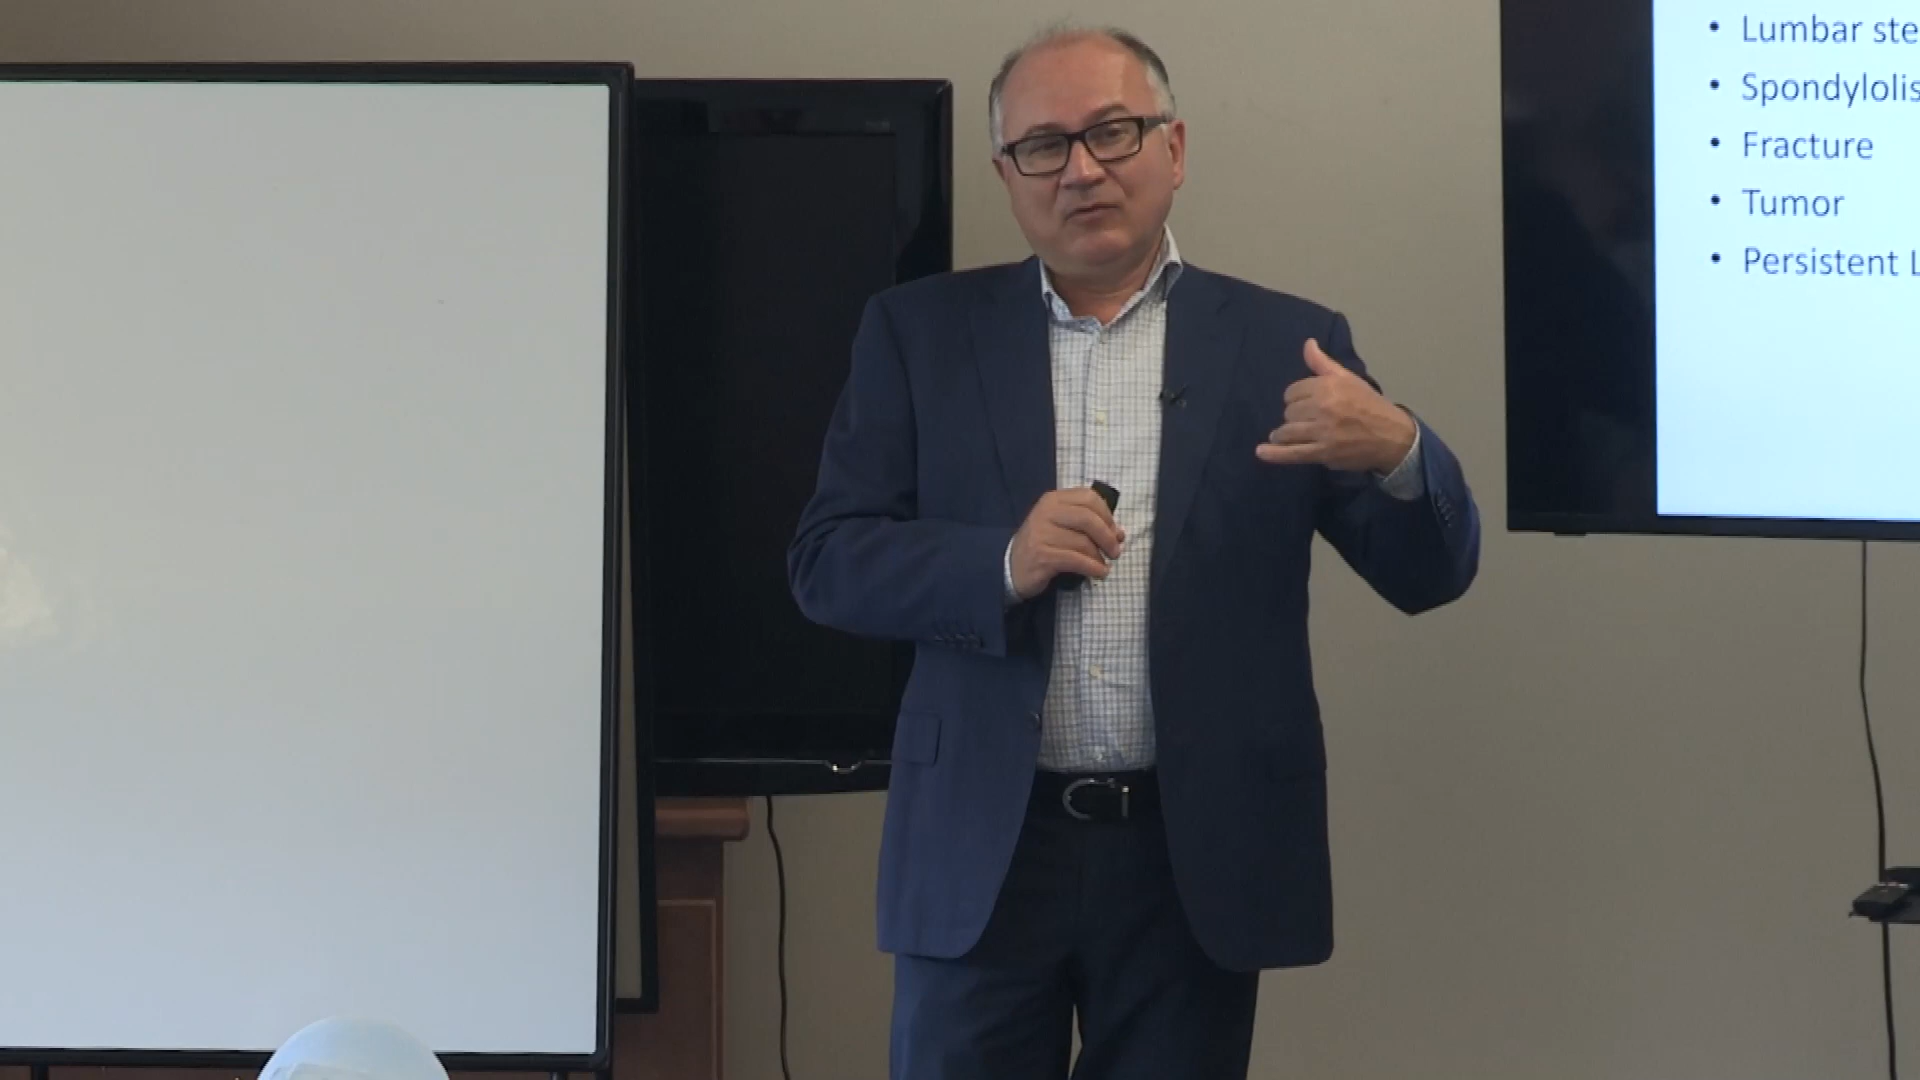 • Lumbar ste
• Spondylolis
• Fracture
• Tumor
• Persistent L